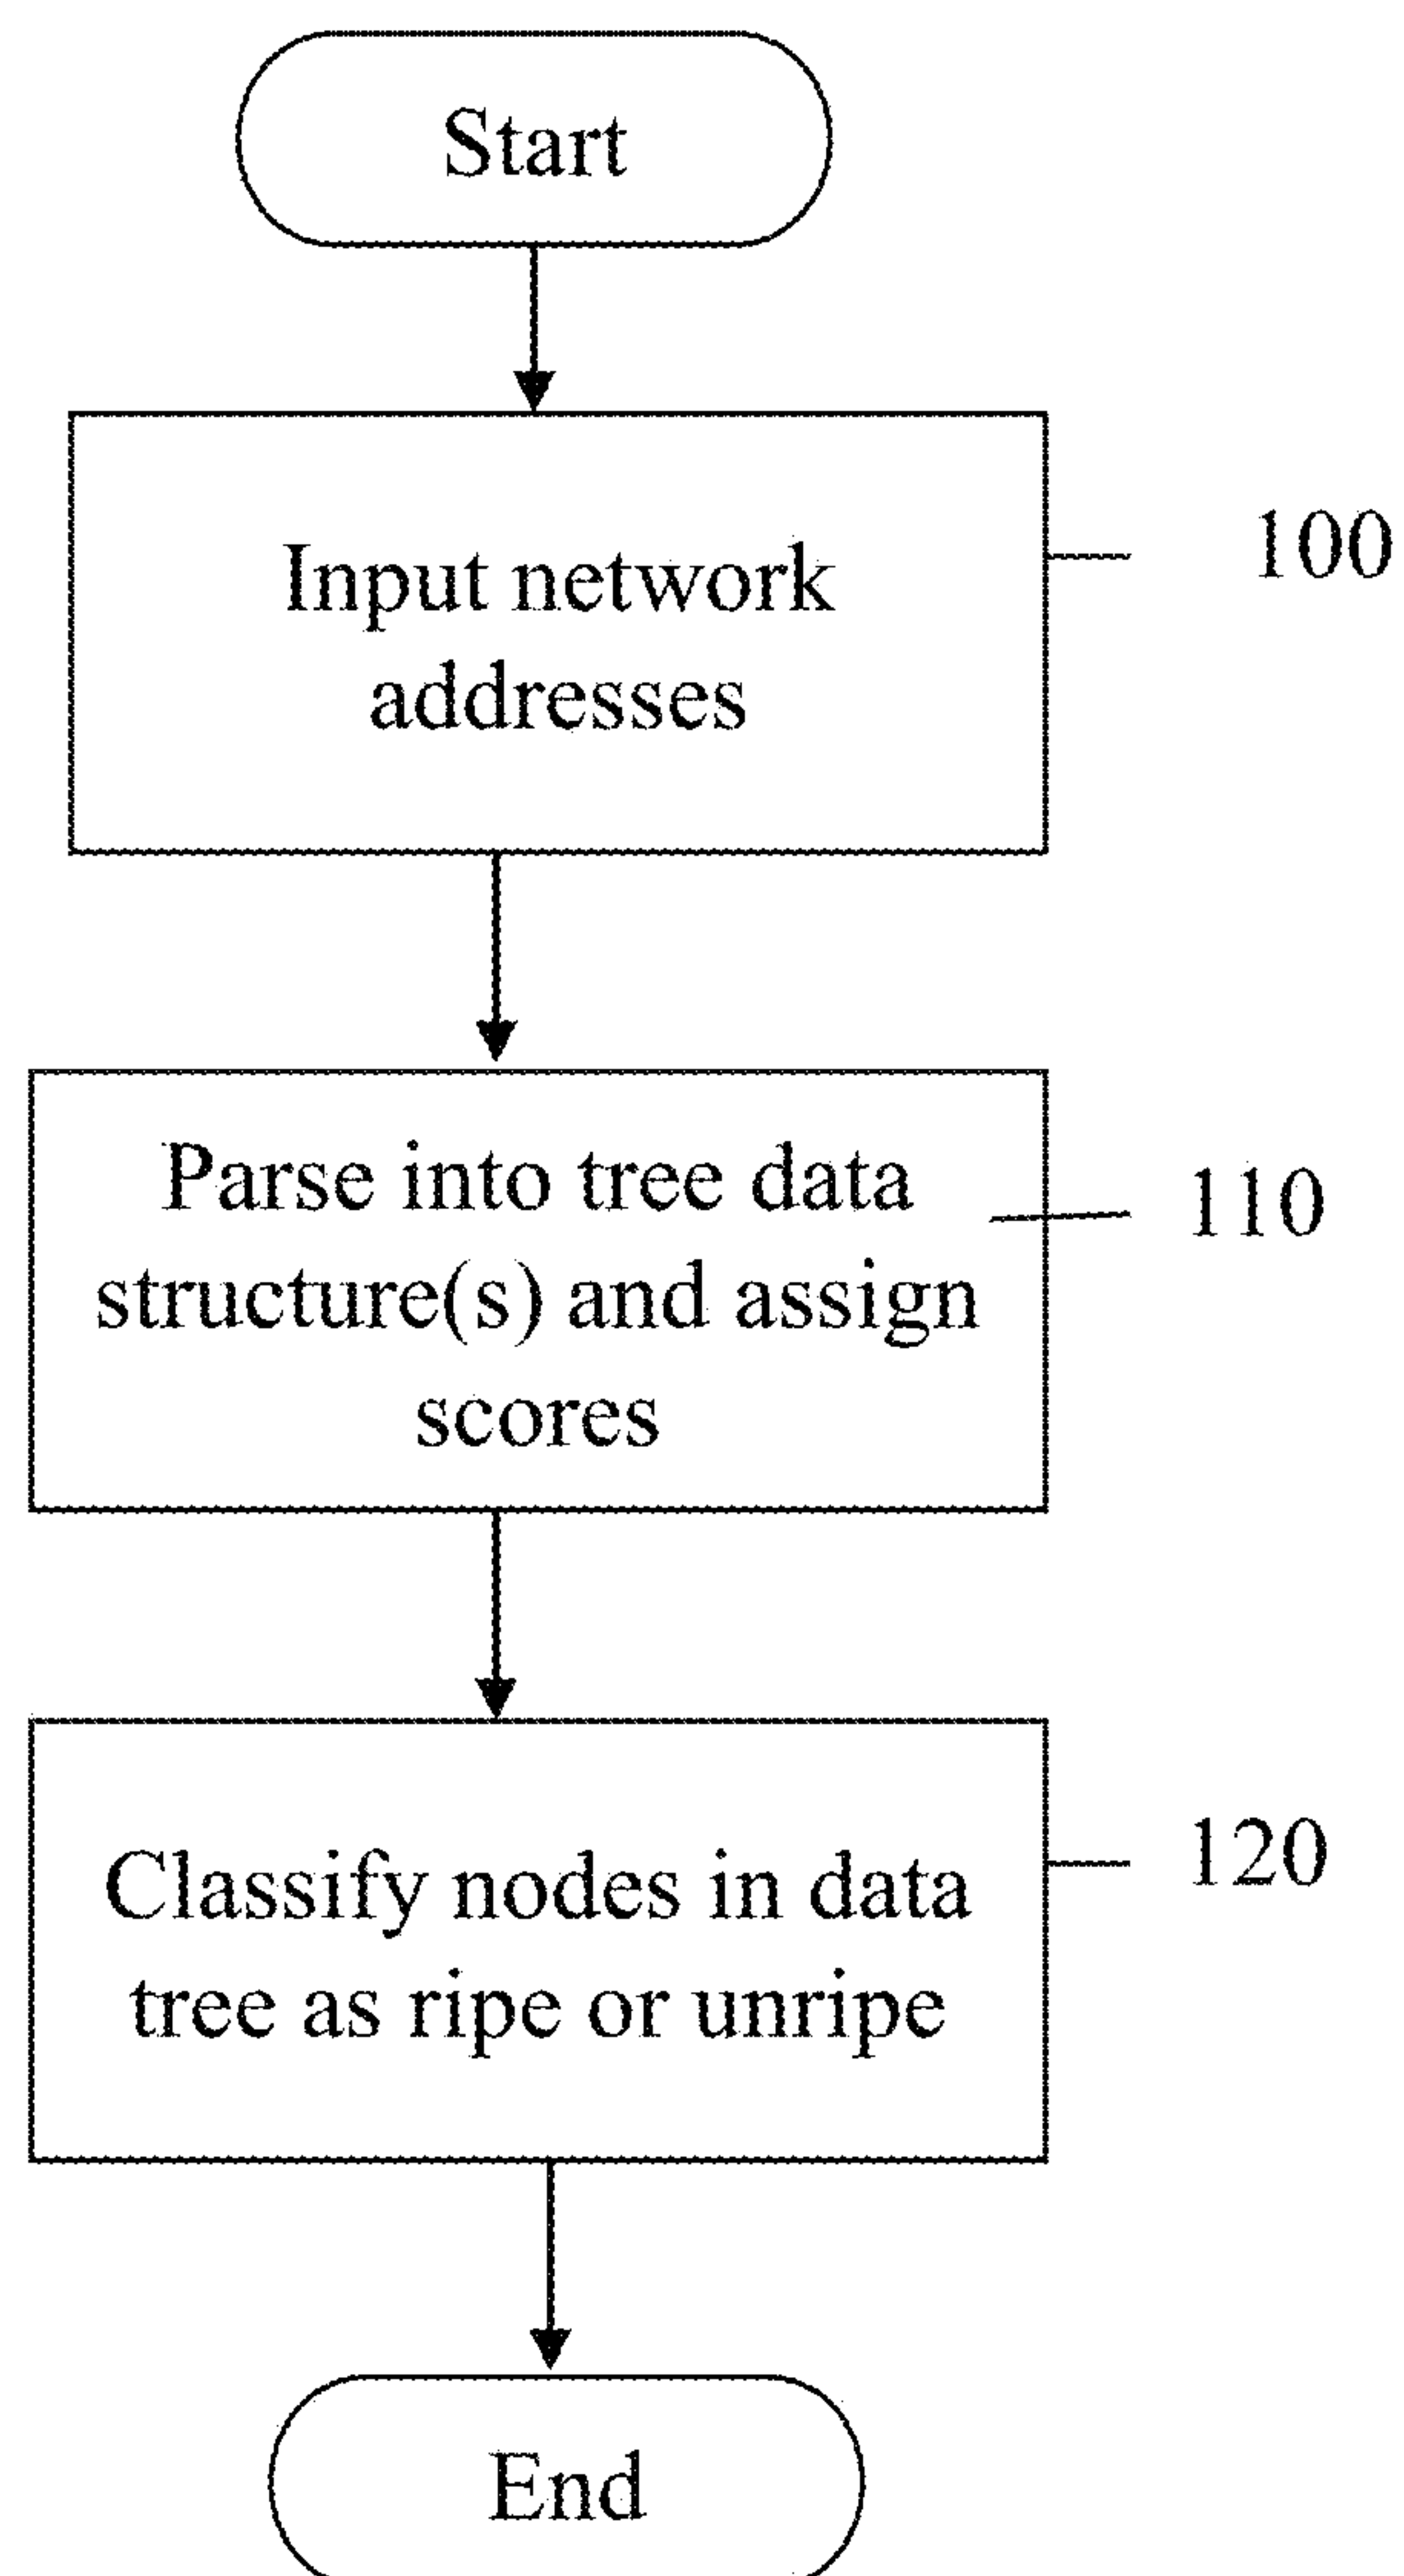 Start
Input network
addresses
100
Parse into tree data
structure(s) and assign
scores
110
Classify nodes in data
tree as ripe or unripe
120
End